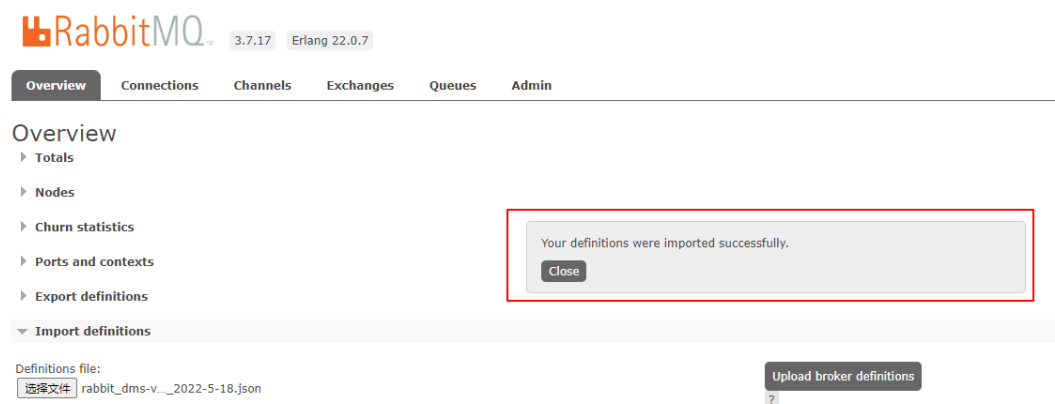 RabbitMQ™ 3.7.17 Erlang 22.0.7
Overview Connections Channels Exchanges Queues Admin
Overview
Totals
Nodes
Churn statistics
Ports and contexts
Export definitions
Your definitions were imported successfully.
Close
Import definitions
Definitions file:
选择文件 rabbit_dms-v..._2022-5-18.json
Upload broker definitions
?